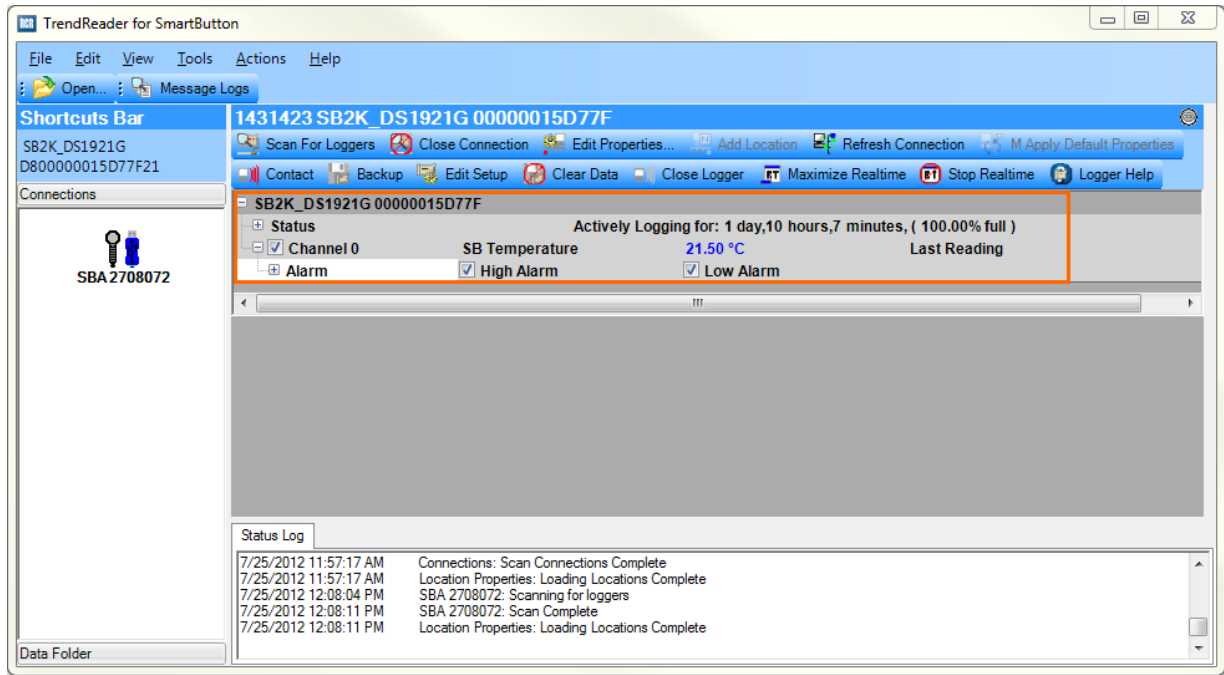 ACR TrendReader for SmartButton
File Edit View Tools Actions Help
Open... Message Logs
Shortcuts Bar
SB2K_DS1921G
D800000015D77F21
Connections
SBA 2708072
Data Folder
1431423 SB2K_DS1921G 00000015D77F
Scan For Loggers Close Connection Edit Properties... Add Location Refresh Connection M Apply Default Properties
Contact Backup Edit Setup Clear Data Close Logger RT Maximize Realtime RT Stop Realtime Logger Help
SB2K_DS1921G 00000015D77F
Status Actively Logging for: 1 day,10 hours,7 minutes, ( 100.00% full )
Channel 0 SB Temperature 21.50 °C Last Reading
Alarm High Alarm Low Alarm
Status Log
7/25/2012 11:57:17 AM Connections: Scan Connections Complete
7/25/2012 11:57:17 AM Location Properties: Loading Locations Complete
7/25/2012 12:08:04 PM SBA 2708072: Scanning for loggers
7/25/2012 12:08:11 PM SBA 2708072: Scan Complete
7/25/2012 12:08:11 PM Location Properties: Loading Locations Complete